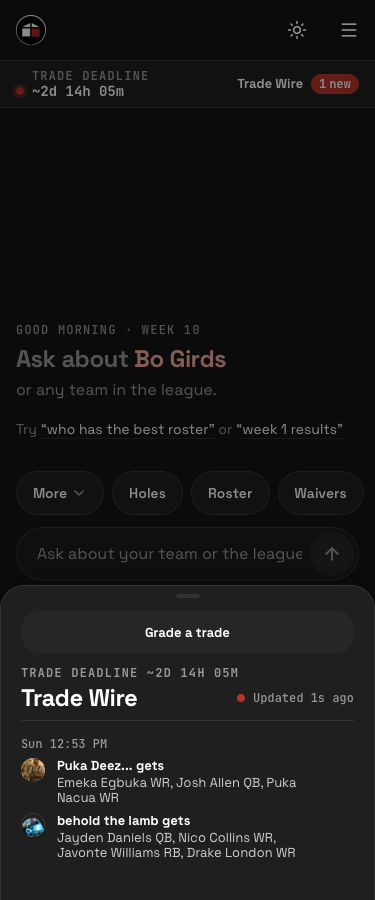 TRADE DEADLINE
~2d 14h 05m
Trade Wire
1 new
GOOD MORNING · WEEK 10
Ask about Bo Girds
or any team in the league.
Try “who has the best roster” or “week 1 results”
More
Holes
Roster
Waivers
Ask about your team or the league
Grade a trade
TRADE DEADLINE ~2D 14H 05M
Trade Wire
Updated 1s ago
Sun 12:53 PM
Puka Deez... gets
Emeka Egbuka WR, Josh Allen QB, Puka
Nacua WR
behold the lamb gets
Jayden Daniels QB, Nico Collins WR,
Javonte Williams RB, Drake London WR